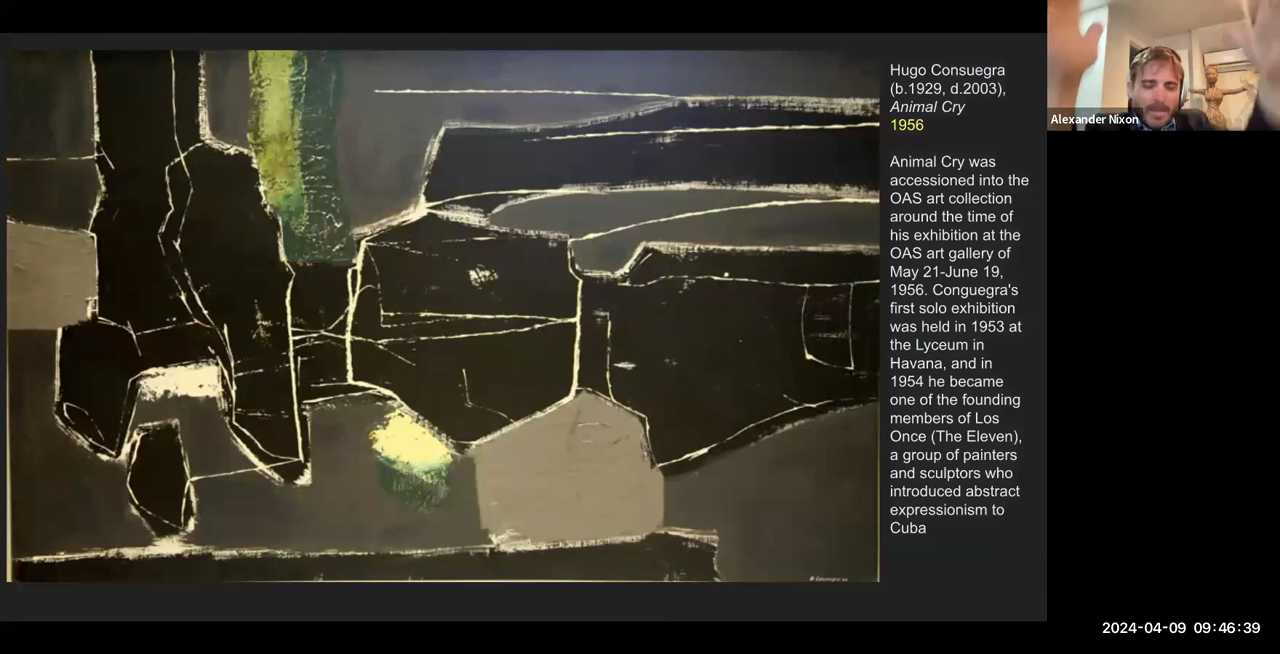 Hugo Consuegra
(b.1929, d.2003),
Animal Cry
1956
Animal Cry was
accessioned into the
OAS art collection
around the time of
his exhibition at the
OAS art gallery of
May 21-June 19,
1956. Conguegra's
first solo exhibition
was held in 1953 at
the Lyceum in
Havana, and in
1954 he became
one of the founding
members of Los
Once (The Eleven),
a group of painters
and sculptors who
introduced abstract
expressionism to
Cuba
Alexander Nixon
2024-04-09 09:46:39